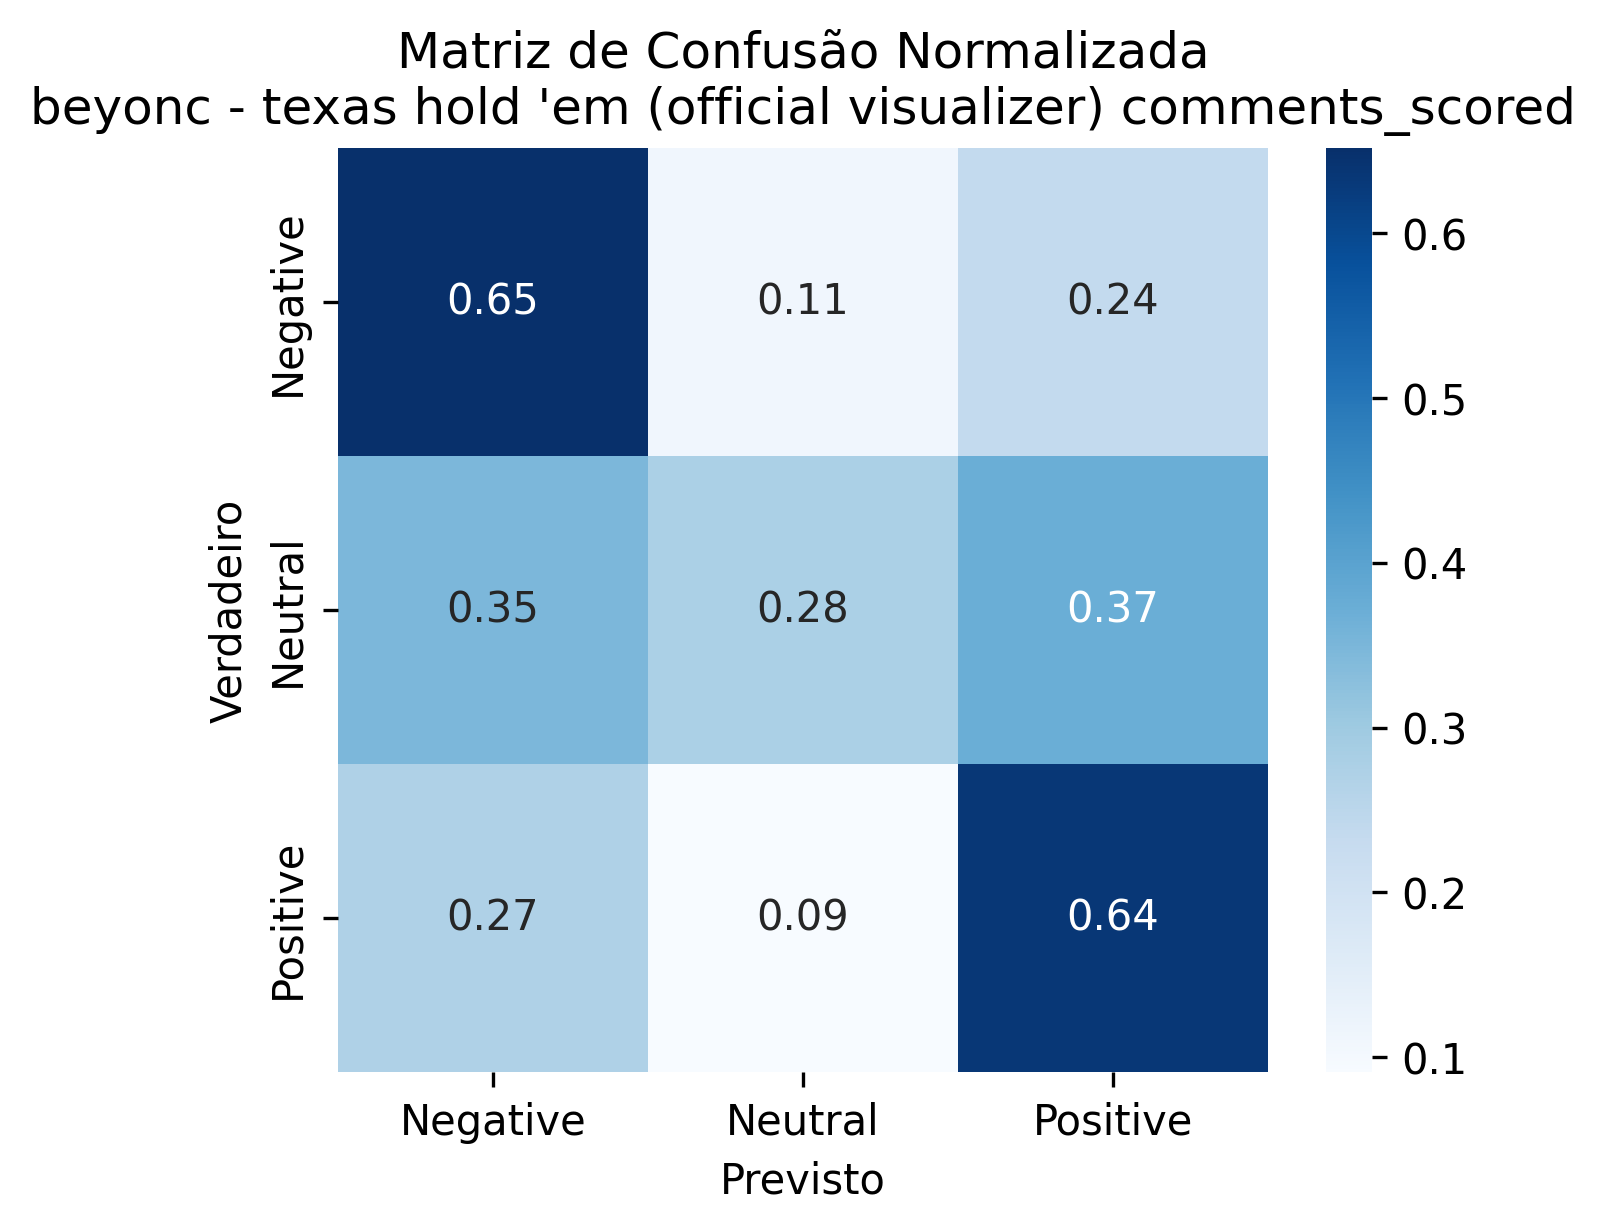 Matriz de Confusão Normalizada
beyonc - texas hold 'em (official visualizer) comments_scored
Verdadeiro
Negative
0.65
0.11
0.24
Neutral
0.35
0.28
0.37
Positive
0.27
0.09
0.64
Negative
Neutral
Positive
Previsto
0.6
0.5
0.4
0.3
0.2
0.1